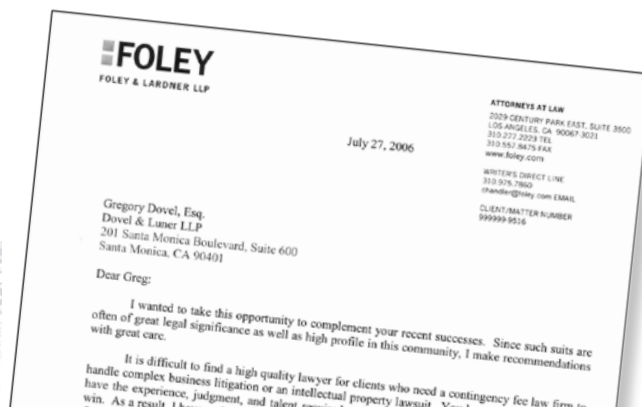 FOLEY
FOLEY & LARDNER LLP
ATTORNEYS AT LAW
2029 CENTURY PARK EAST, SUITE 3500
LOS ANGELES, CA 90067-3021
310.277.2223 TEL
310.557.8475 FAX
www.foley.com
July 27, 2006
WRITER'S DIRECT LINE
310.975.7860
chandler@foley.com EMAIL
CLIENT/MATTER NUMBER
999999-9516
Gregory Dovel, Esq.
Dovel & Luner LLP
201 Santa Monica Boulevard, Suite 600
Santa Monica, CA 90401
Dear Greg:
I wanted to take this opportunity to complement your recent successes. Since such suits are
often of great legal significance as well as high profile in this community, I make recommendations
with great care.
It is difficult to find a high quality lawyer for clients who need a contingency fee law firm to
handle complex business litigation or an intellectual property lawsuit.
have the experience, judgment, and talent
win. As a result, I